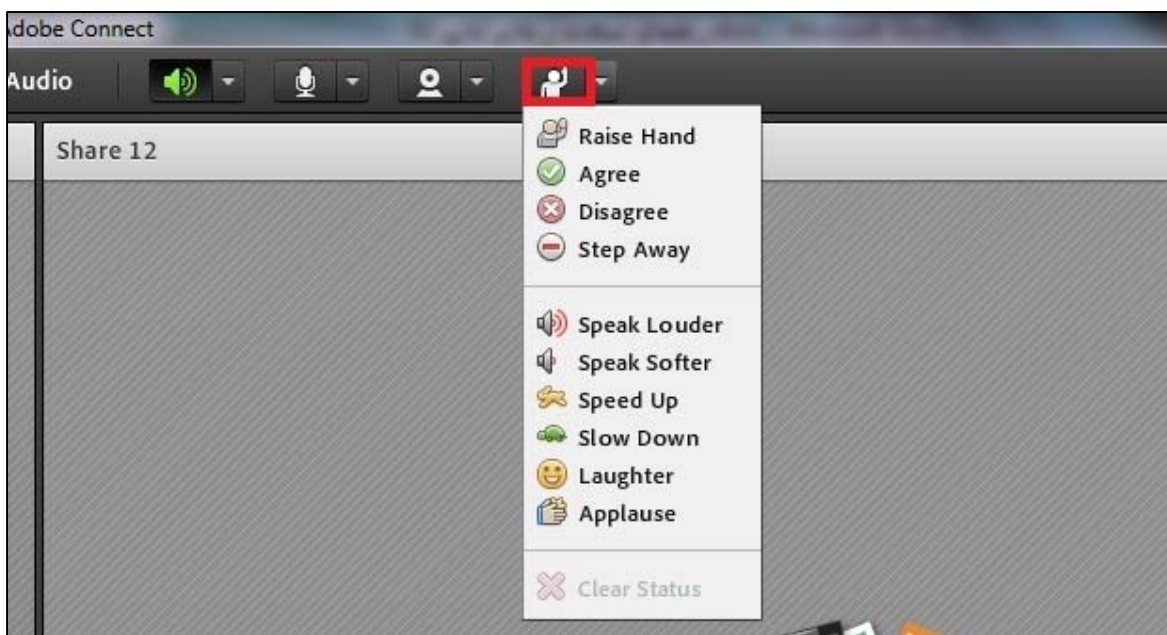 Adobe Connect
Audio
Share 12
Raise Hand
Agree
Disagree
Step Away
Speak Louder
Speak Softer
Speed Up
Slow Down
Laughter
Applause
Clear Status